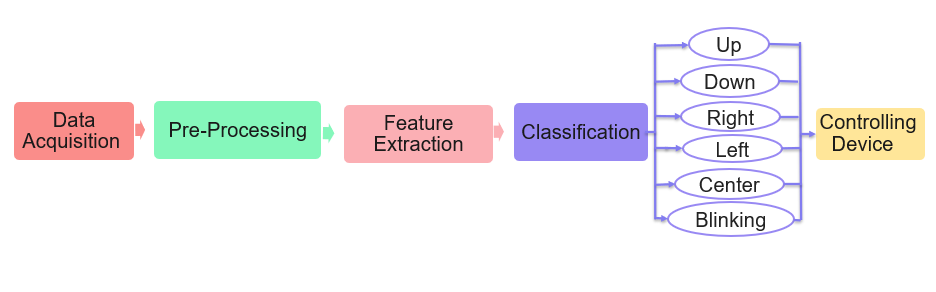 Data
Acquisition
Pre-Processing
Feature
Extraction
Classification
Up
Down
Right
Left
Center
Blinking
Controlling
Device